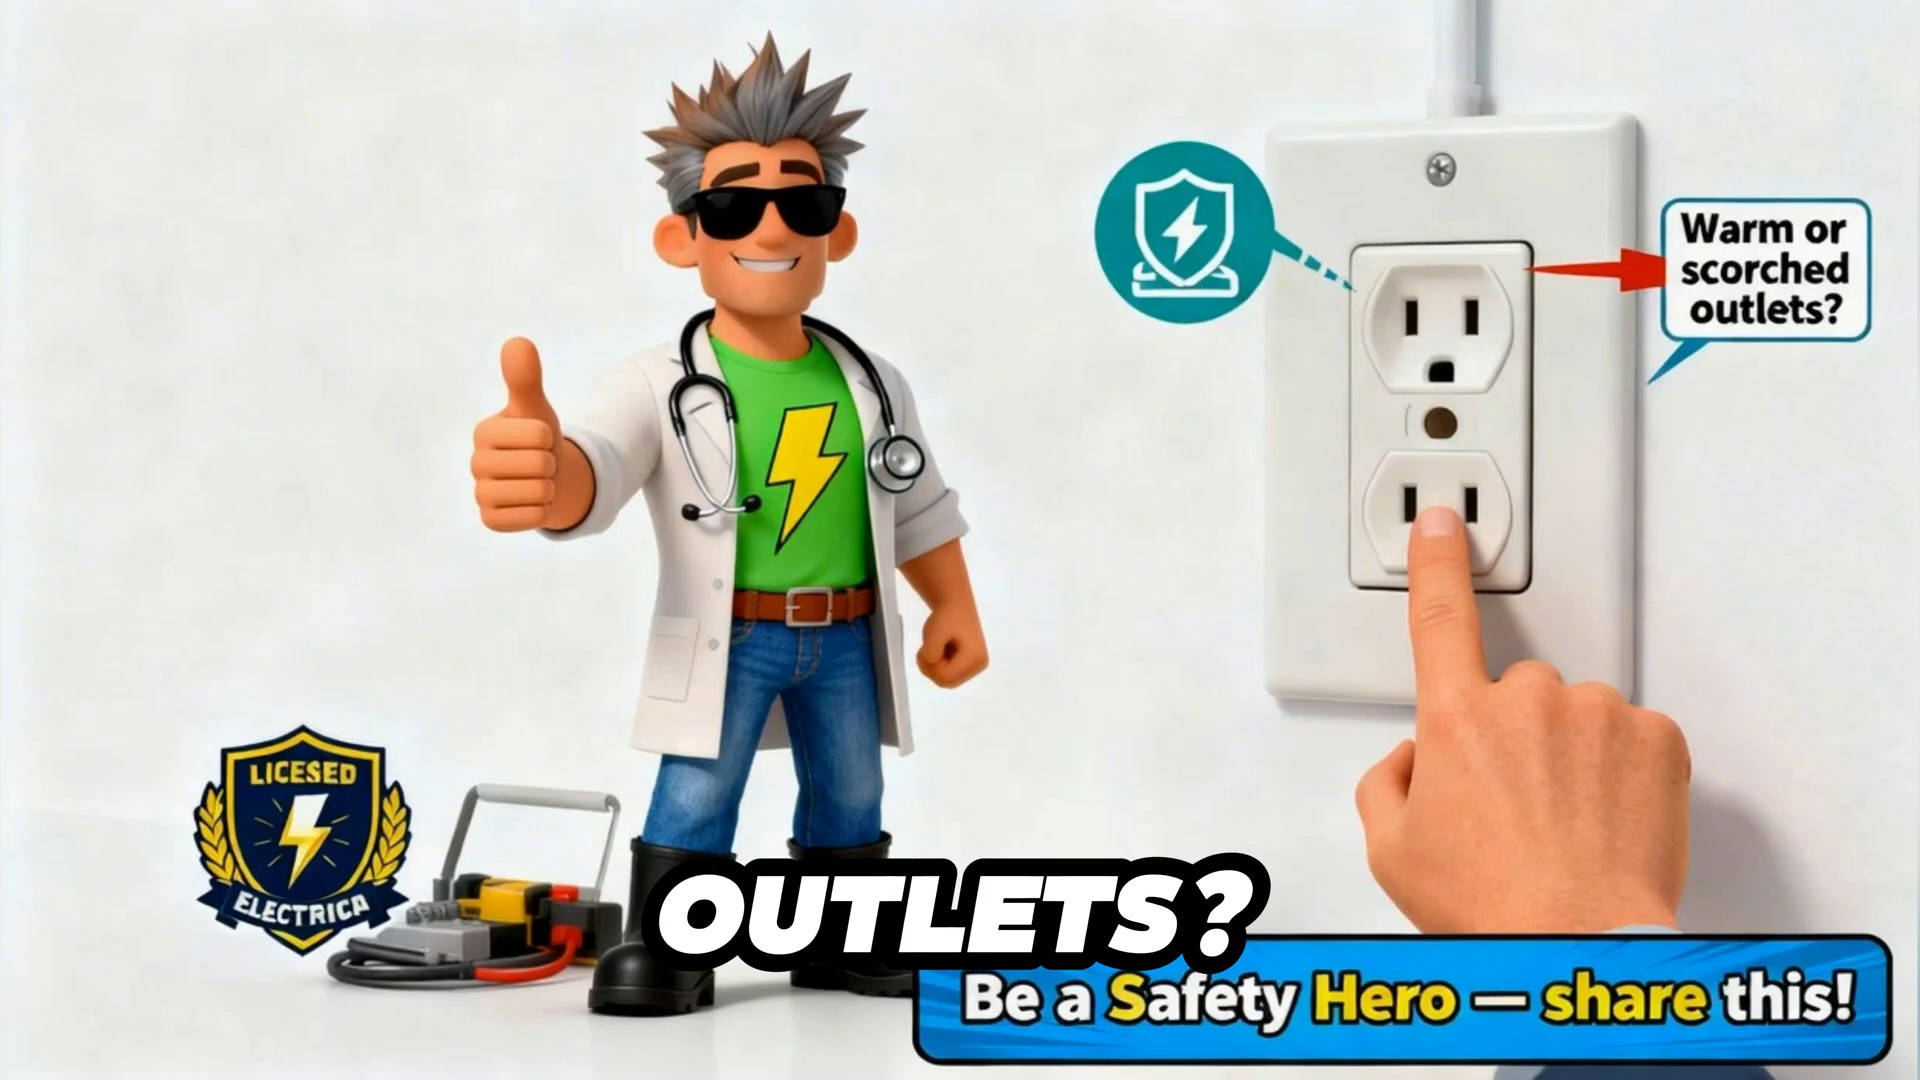 Warm or
scorched
outlets?
LICESED
ELECTRICA
OUTLETS?
Be a Safety Hero — share this!